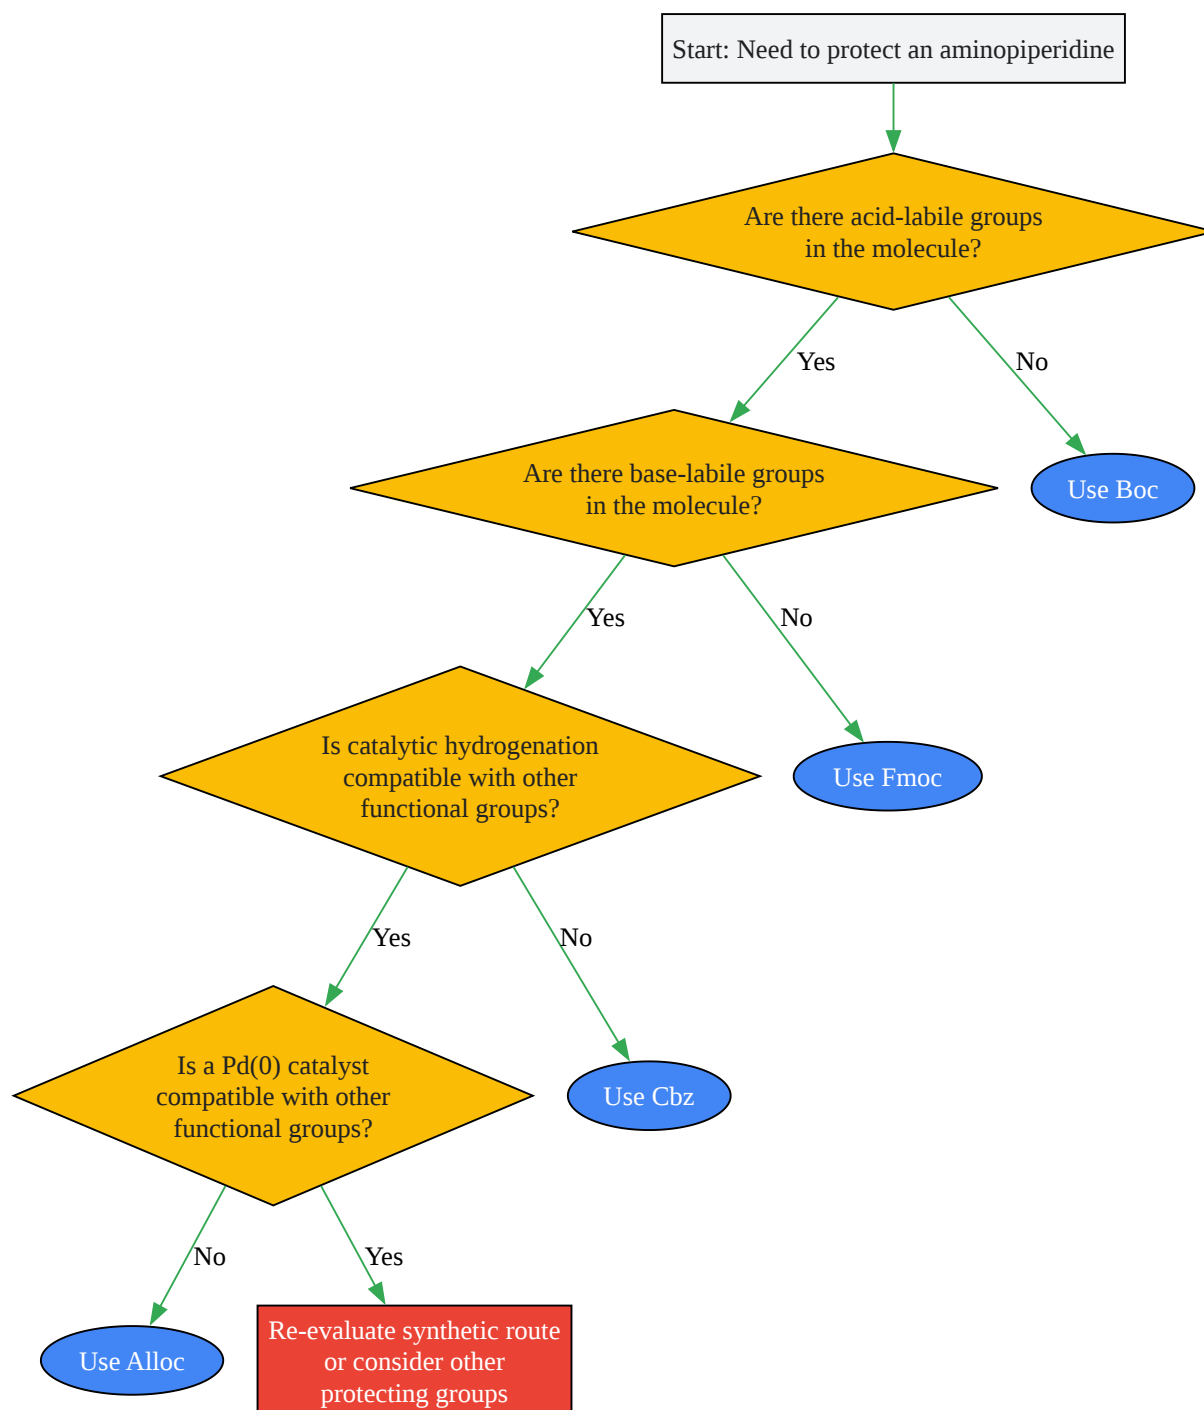 Start: Need to protect an aminopiperidine
Are there acid-labile groups
in the molecule?
Yes
No
Are there base-labile groups
in the molecule?
Use Boc
Yes
No
Is catalytic hydrogenation
compatible with other
functional groups?
Use Fmoc
Yes
No
Is a Pd(0) catalyst
compatible with other
functional groups?
Use Cbz
No
Yes
Use Alloc
Re-evaluate synthetic route
or consider other
protecting groups